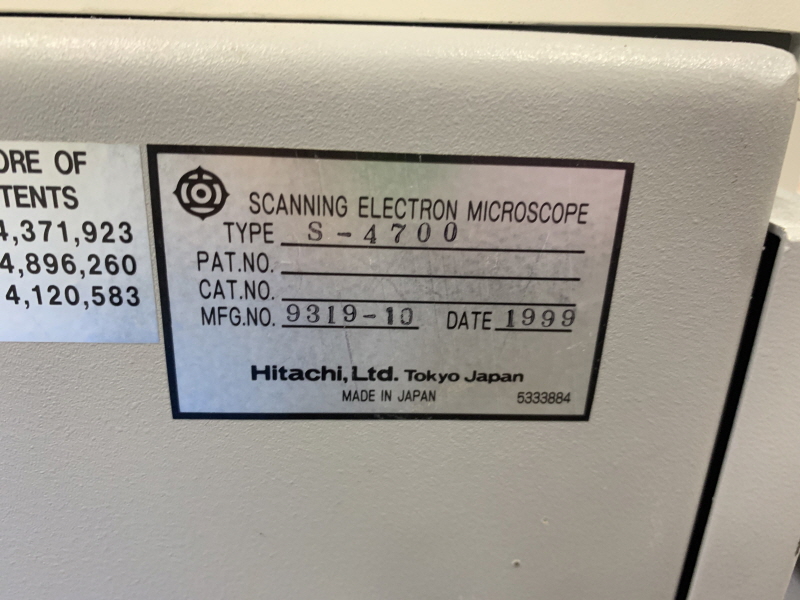 ORE OF
TENTS
4,371,923
4,896,260
4,120,583
SCANNING ELECTRON MICROSCOPE
TYPE S-4700
PAT.NO.
CAT.NO.
MFG.NO. 9319-10 DATE 1999
Hitachi, Ltd. Tokyo Japan
MADE IN JAPAN 5333884